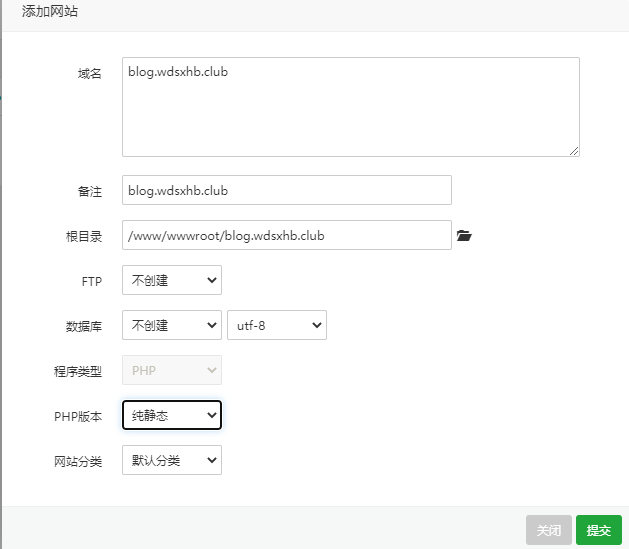 添加网站
域名 blog.wdsxhb.club
备注 blog.wdsxhb.club
根目录 /www/wwwroot/blog.wdsxhb.club
FTP 不创建
数据库 不创建 utf-8
程序类型 PHP
PHP版本 纯静态
网站分类 默认分类
关闭 提交